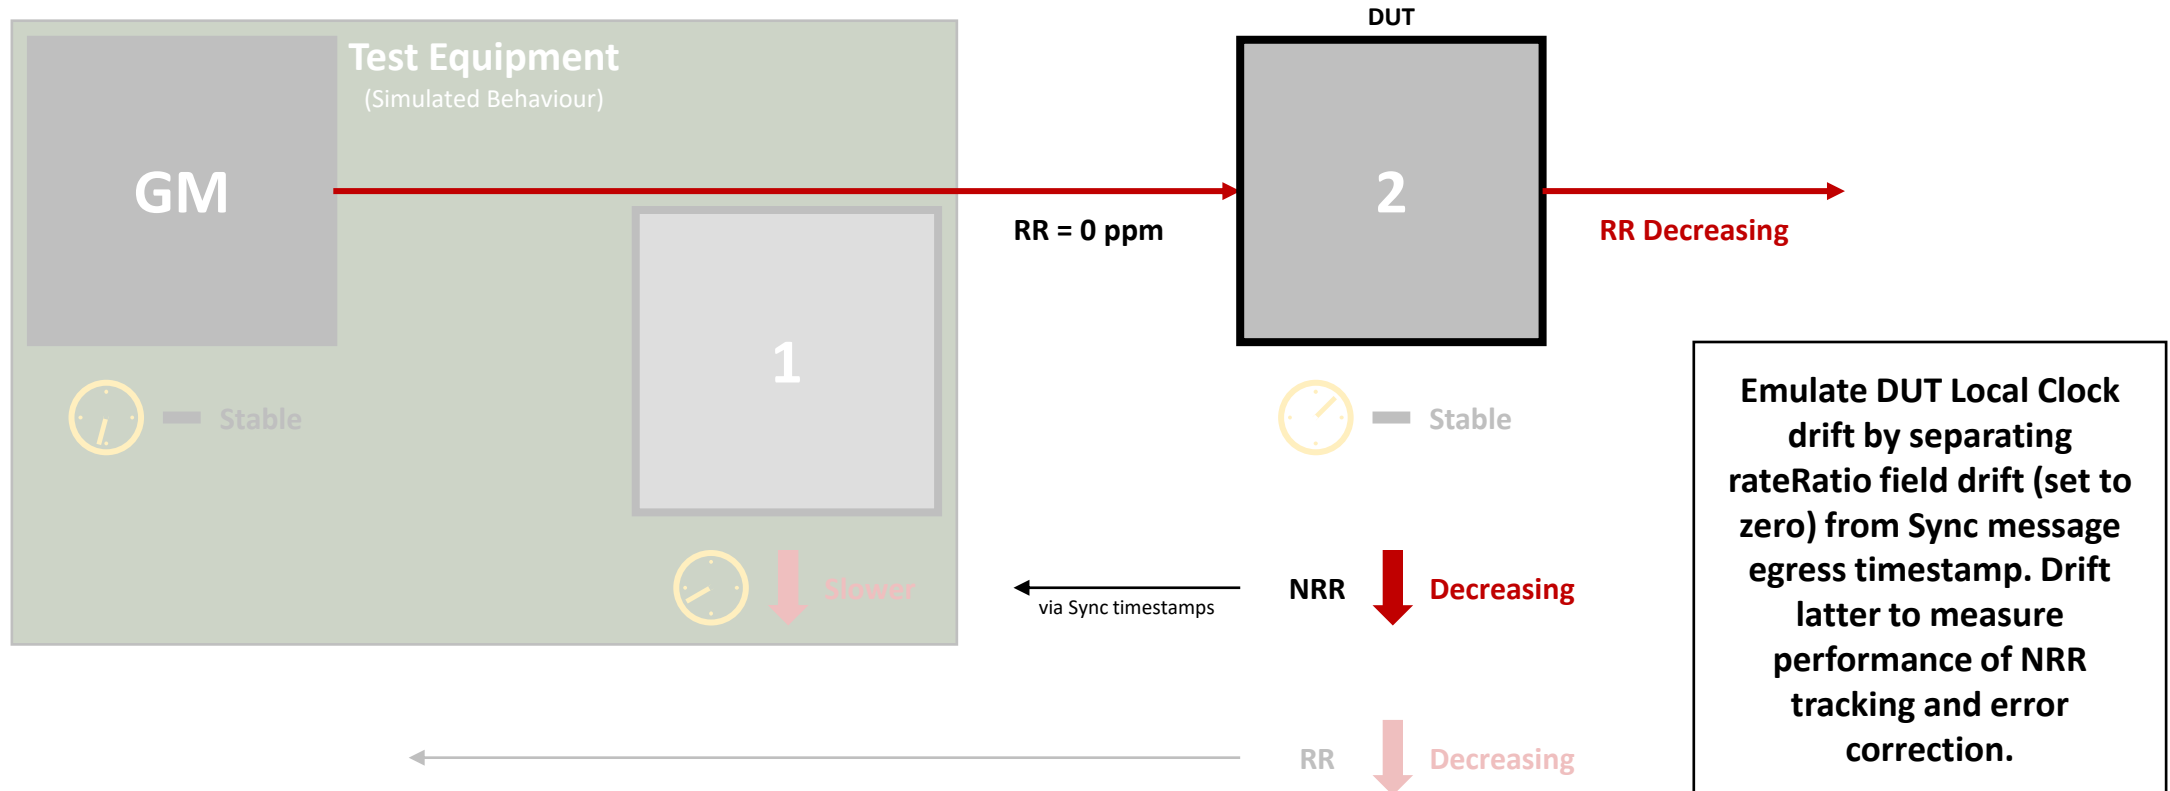 DUT
Test Equipment
(Simulated Behaviour)
GM
2
RR = 0 ppm
RR Decreasing
1
Stable
Stable
Slower
via Sync timestamps
NRR
Decreasing
RR
Decreasing
Emulate DUT Local Clock
drift by separating
rateRatio field drift (set to
zero) from Sync message
egress timestamp. Drift
latter to measure
performance of NRR
tracking and error
correction.